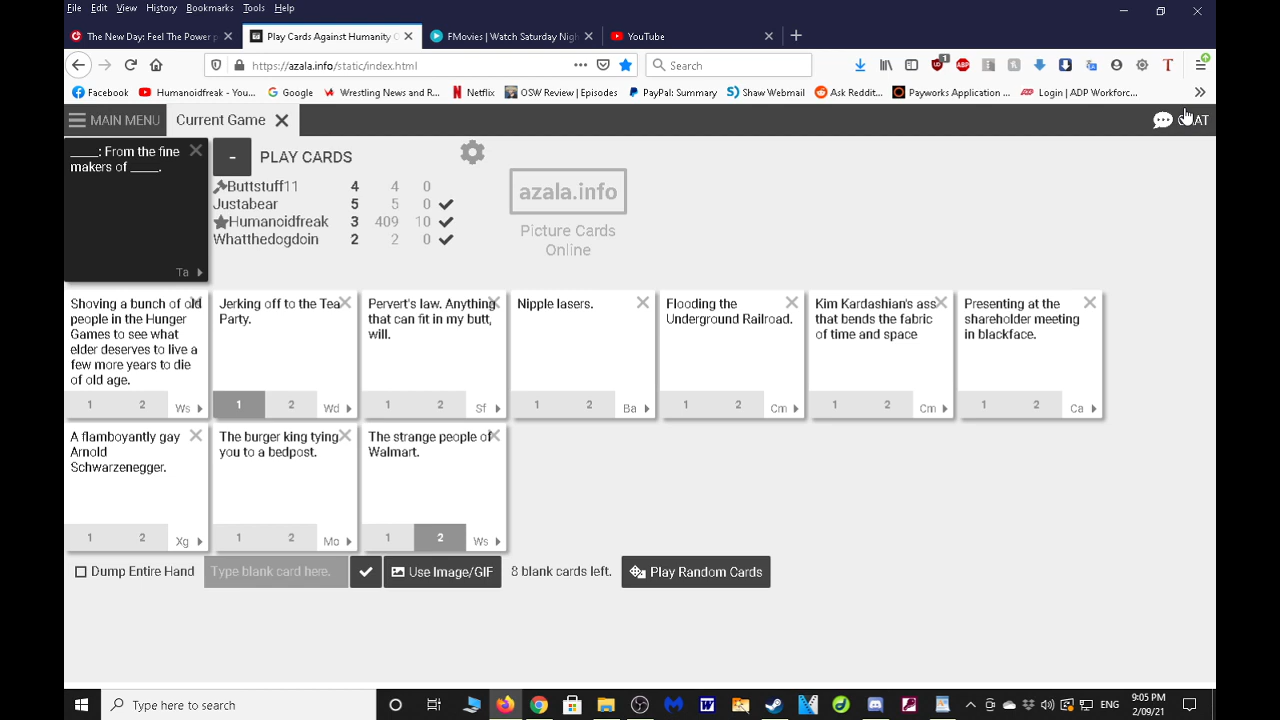 File Edit View History Bookmarks Tools Help
The New Day: Feel The Power p
Play Cards Against Humanity O
FMovies | Watch Saturday Nigh
YouTube
https://azala.info/static/index.html
Search
Facebook Humanoidfreak - You... Google Wrestling News and R... Netflix OSW Review | Episodes PayPal: Summary Shaw Webmail Ask Reddit... Payworks Application ... Login | ADP Workforc...
MAIN MENU Current Game
CHAT
_____: From the fine
makers of _____.
Ta
- PLAY CARDS
Buttstuff11 4 4 0
Justabear 5 5 0
Humanoidfreak 3 409 10
Whatthedogdoin 2 2 0
azala.info
Picture Cards
Online
Shoving a bunch of old
people in the Hunger
Games to see what
elder deserves to live a
few more years to die
of old age.
1 2 Ws
Jerking off to the Tea
Party.
1 2 Wd
Pervert's law. Anything
that can fit in my butt,
will.
1 2 Sf
Nipple lasers.
1 2 Ba
Flooding the
Underground Railroad.
1 2 Cm
Kim Kardashian's ass
that bends the fabric
of time and space
1 2 Cm
Presenting at the
shareholder meeting
in blackface.
1 2 Ca
A flamboyantly gay
Arnold
Schwarzenegger.
1 2 Xg
The burger king tying
you to a bedpost.
1 2 Mo
The strange people of
Walmart.
1 2 Ws
Dump Entire Hand Type blank card here. Use Image/GIF 8 blank cards left. Play Random Cards
Type here to search
ENG
9:05 PM
2/09/21